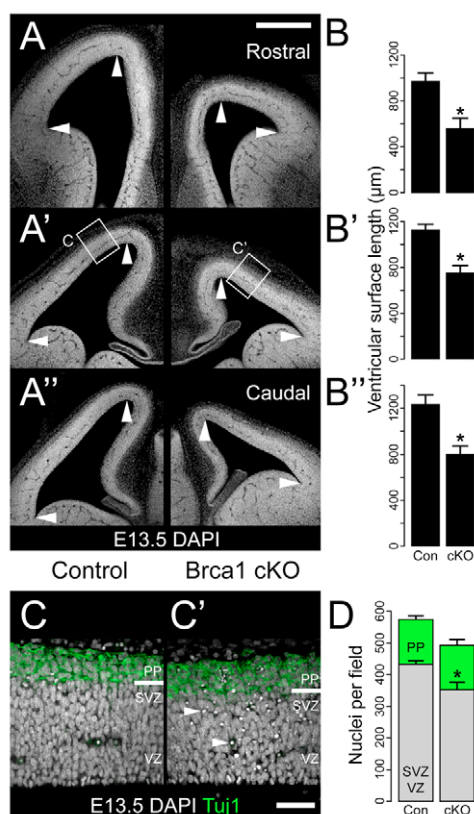 A
Rostral
B
1200
800
400
0
*
A'
C
C'
B'
1200
800
400
0
*
Ventricular surface length (µm)
A''
Caudal
B''
1200
800
400
0
*
Con
cKO
E13.5 DAPI
Control
Brca1 cKO
C
PP
SVZ
VZ
C'
PP
SVZ
VZ
E13.5 DAPI Tuj1
D
Nuclei per field
600
500
400
300
200
100
0
PP
*
SVZ
VZ
Con
cKO